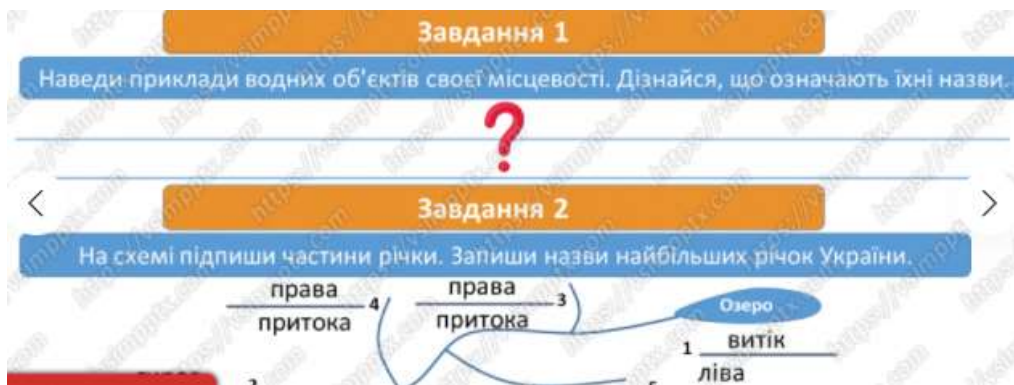 Завдання 1
Наведи приклади водних об'єктів своєї місцевості. Дізнайся, що означають їхні назви.
?
Завдання 2
На схемі підпиши частини річки. Запиши назви найбільших річок України.
права
притока
4
права
притока
3
Озеро
1
витік
ліва